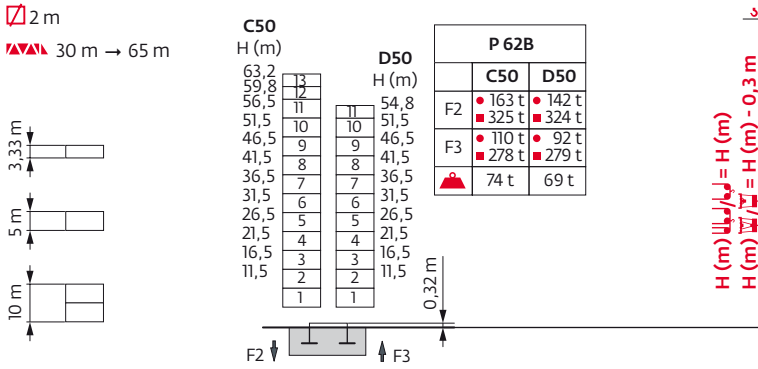 2 m
30 m → 65 m
3,33 m
5 m
10 m
C50
H (m)
63,2
59,8
56,5
51,5
46,5
41,5
36,5
31,5
26,5
21,5
16,5
11,5
13
12
11
10
9
8
7
6
5
4
3
2
1
D50
H (m)
54,8
51,5
46,5
41,5
36,5
31,5
26,5
21,5
16,5
11,5
11
10
9
8
7
6
5
4
3
2
1
P 62B
C50 D50
F2 ● 163 t ● 142 t
■ 325 t ■ 324 t
F3 ● 110 t ● 92 t
■ 278 t ■ 279 t
74 t 69 t
0,32 m
F2
F3
H (m) / = H (m)
H (m) / = H (m) - 0,3 m